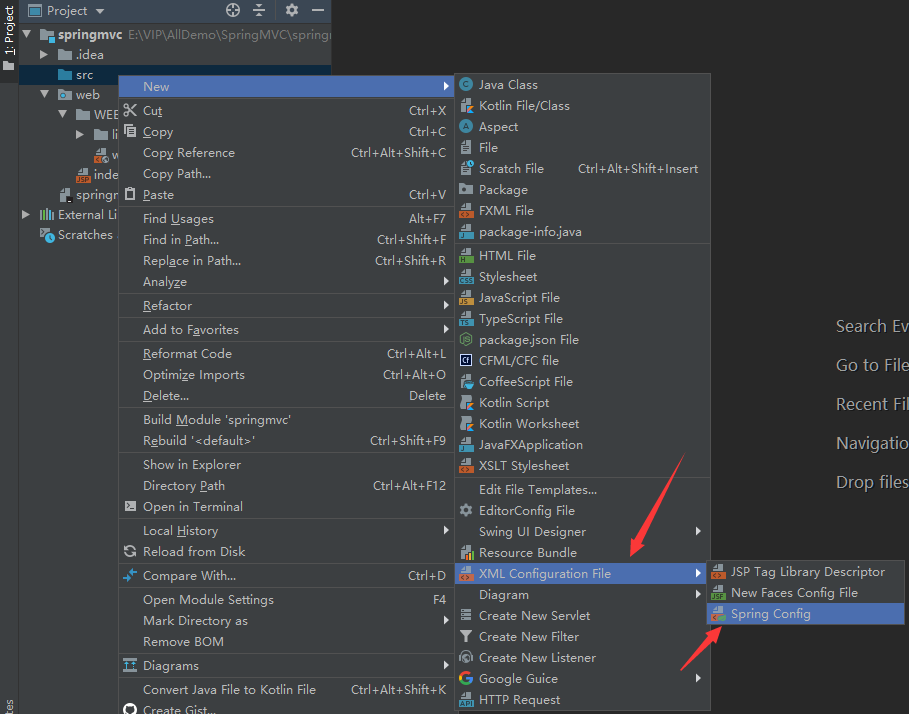 Project
1: Project
springmvc E:\VIP\AllDemo\SpringMVC\spring
.idea
src
web
WEE
li
w
inde
springm
External Li
Scratches
New
Cut Ctrl+X
Copy Ctrl+C
Copy Reference Ctrl+Alt+Shift+C
Copy Path...
Paste Ctrl+V
Find Usages Alt+F7
Find in Path... Ctrl+Shift+F
Replace in Path... Ctrl+Shift+R
Analyze
Refactor
Add to Favorites
Reformat Code Ctrl+Alt+L
Optimize Imports Ctrl+Alt+O
Delete... Delete
Build Module 'springmvc'
Rebuild '<default>' Ctrl+Shift+F9
Show in Explorer
Directory Path Ctrl+Alt+F12
Open in Terminal
Local History
Reload from Disk
Compare With... Ctrl+D
Open Module Settings F4
Mark Directory as
Remove BOM
Diagrams
Convert Java File to Kotlin File Ctrl+Alt+Shift+K
Create Gist...
Java Class
Kotlin File/Class
Aspect
File
Scratch File Ctrl+Alt+Shift+Insert
Package
FXML File
package-info.java
HTML File
Stylesheet
JavaScript File
TypeScript File
package.json File
CFML/CFC file
CoffeeScript File
Kotlin Script
Kotlin Worksheet
JavaFXApplication
XSLT Stylesheet
Edit File Templates...
EditorConfig File
Swing UI Designer
Resource Bundle
XML Configuration File
Diagram
Create New Servlet
Create New Filter
Create New Listener
Google Guice
HTTP Request
JSP Tag Library Descriptor
New Faces Config File
Spring Config
Search Ev
Go to File
Recent Fil
Navigatio
Drop files